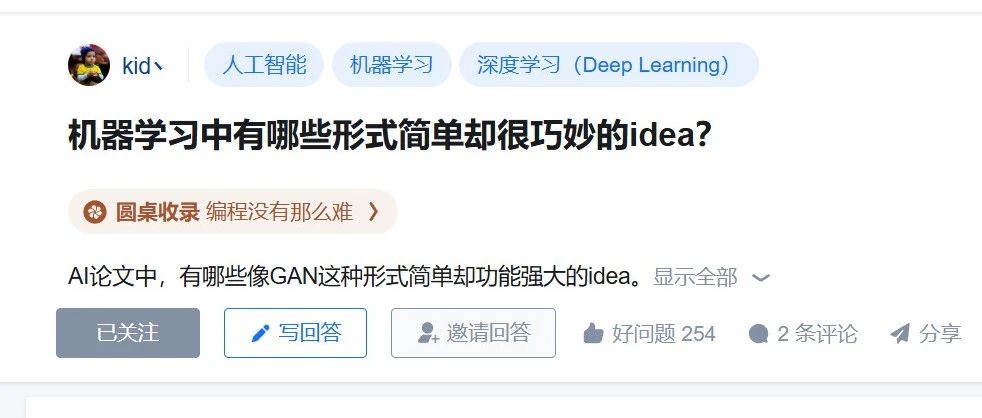 kid丶 人工智能 机器学习 深度学习（Deep Learning）
机器学习中有哪些形式简单却很巧妙的idea？
圆桌收录 编程没有那么难
AI论文中，有哪些像GAN这种形式简单却功能强大的idea。显示全部
已关注 写回答 邀请回答 好问题 254 2 条评论 分享